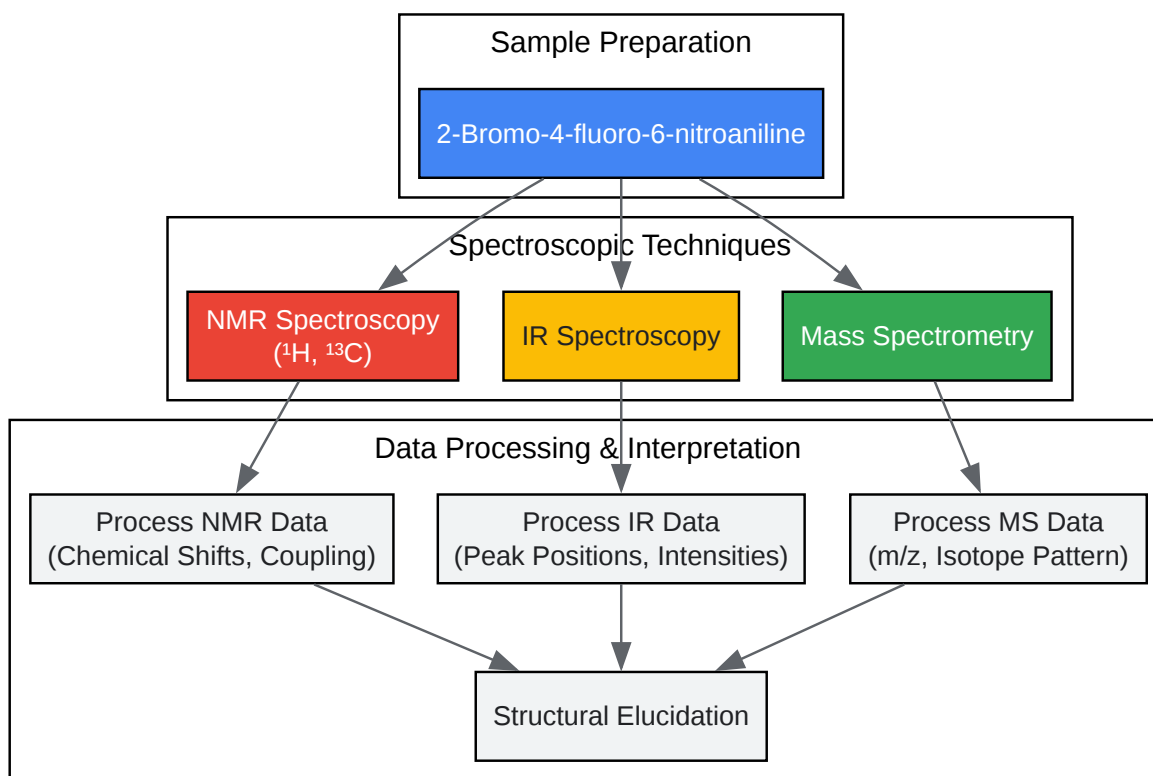 Sample Preparation
2-Bromo-4-fluoro-6-nitroaniline
Spectroscopic Techniques
NMR Spectroscopy
(¹H, ¹³C)
IR Spectroscopy
Mass Spectrometry
Data Processing & Interpretation
Process NMR Data
(Chemical Shifts, Coupling)
Process IR Data
(Peak Positions, Intensities)
Process MS Data
(m/z, Isotope Pattern)
Structural Elucidation